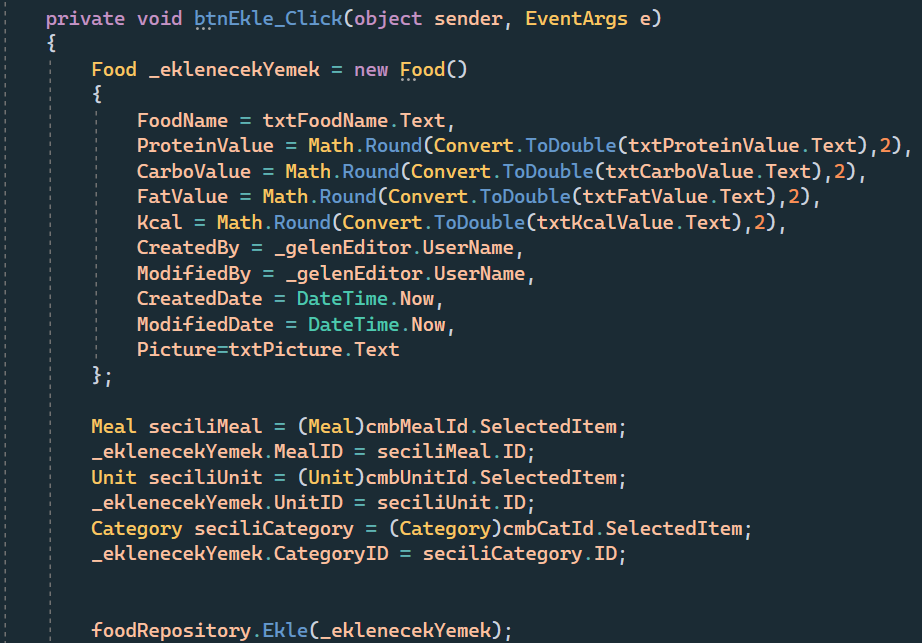 private void btnEkle_Click(object sender, EventArgs e)
{
Food _eklenecekYemek = new Food()
{
FoodName = txtFoodName.Text,
ProteinValue = Math.Round(Convert.ToDouble(txtProteinValue.Text),2),
CarboValue = Math.Round(Convert.ToDouble(txtCarboValue.Text),2),
FatValue = Math.Round(Convert.ToDouble(txtFatValue.Text),2),
Kcal = Math.Round(Convert.ToDouble(txtKcalValue.Text),2),
CreatedBy = _gelenEditor.UserName,
ModifiedBy = _gelenEditor.UserName,
CreatedDate = DateTime.Now,
ModifiedDate = DateTime.Now,
Picture=txtPicture.Text
};
Meal seciliMeal = (Meal)cmbMealId.SelectedItem;
_eklenecekYemek.MealID = seciliMeal.ID;
Unit seciliUnit = (Unit)cmbUnitId.SelectedItem;
_eklenecekYemek.UnitID = seciliUnit.ID;
Category seciliCategory = (Category)cmbCatId.SelectedItem;
_eklenecekYemek.CategoryID = seciliCategory.ID;
foodRepository.Ekle(_eklenecekYemek);